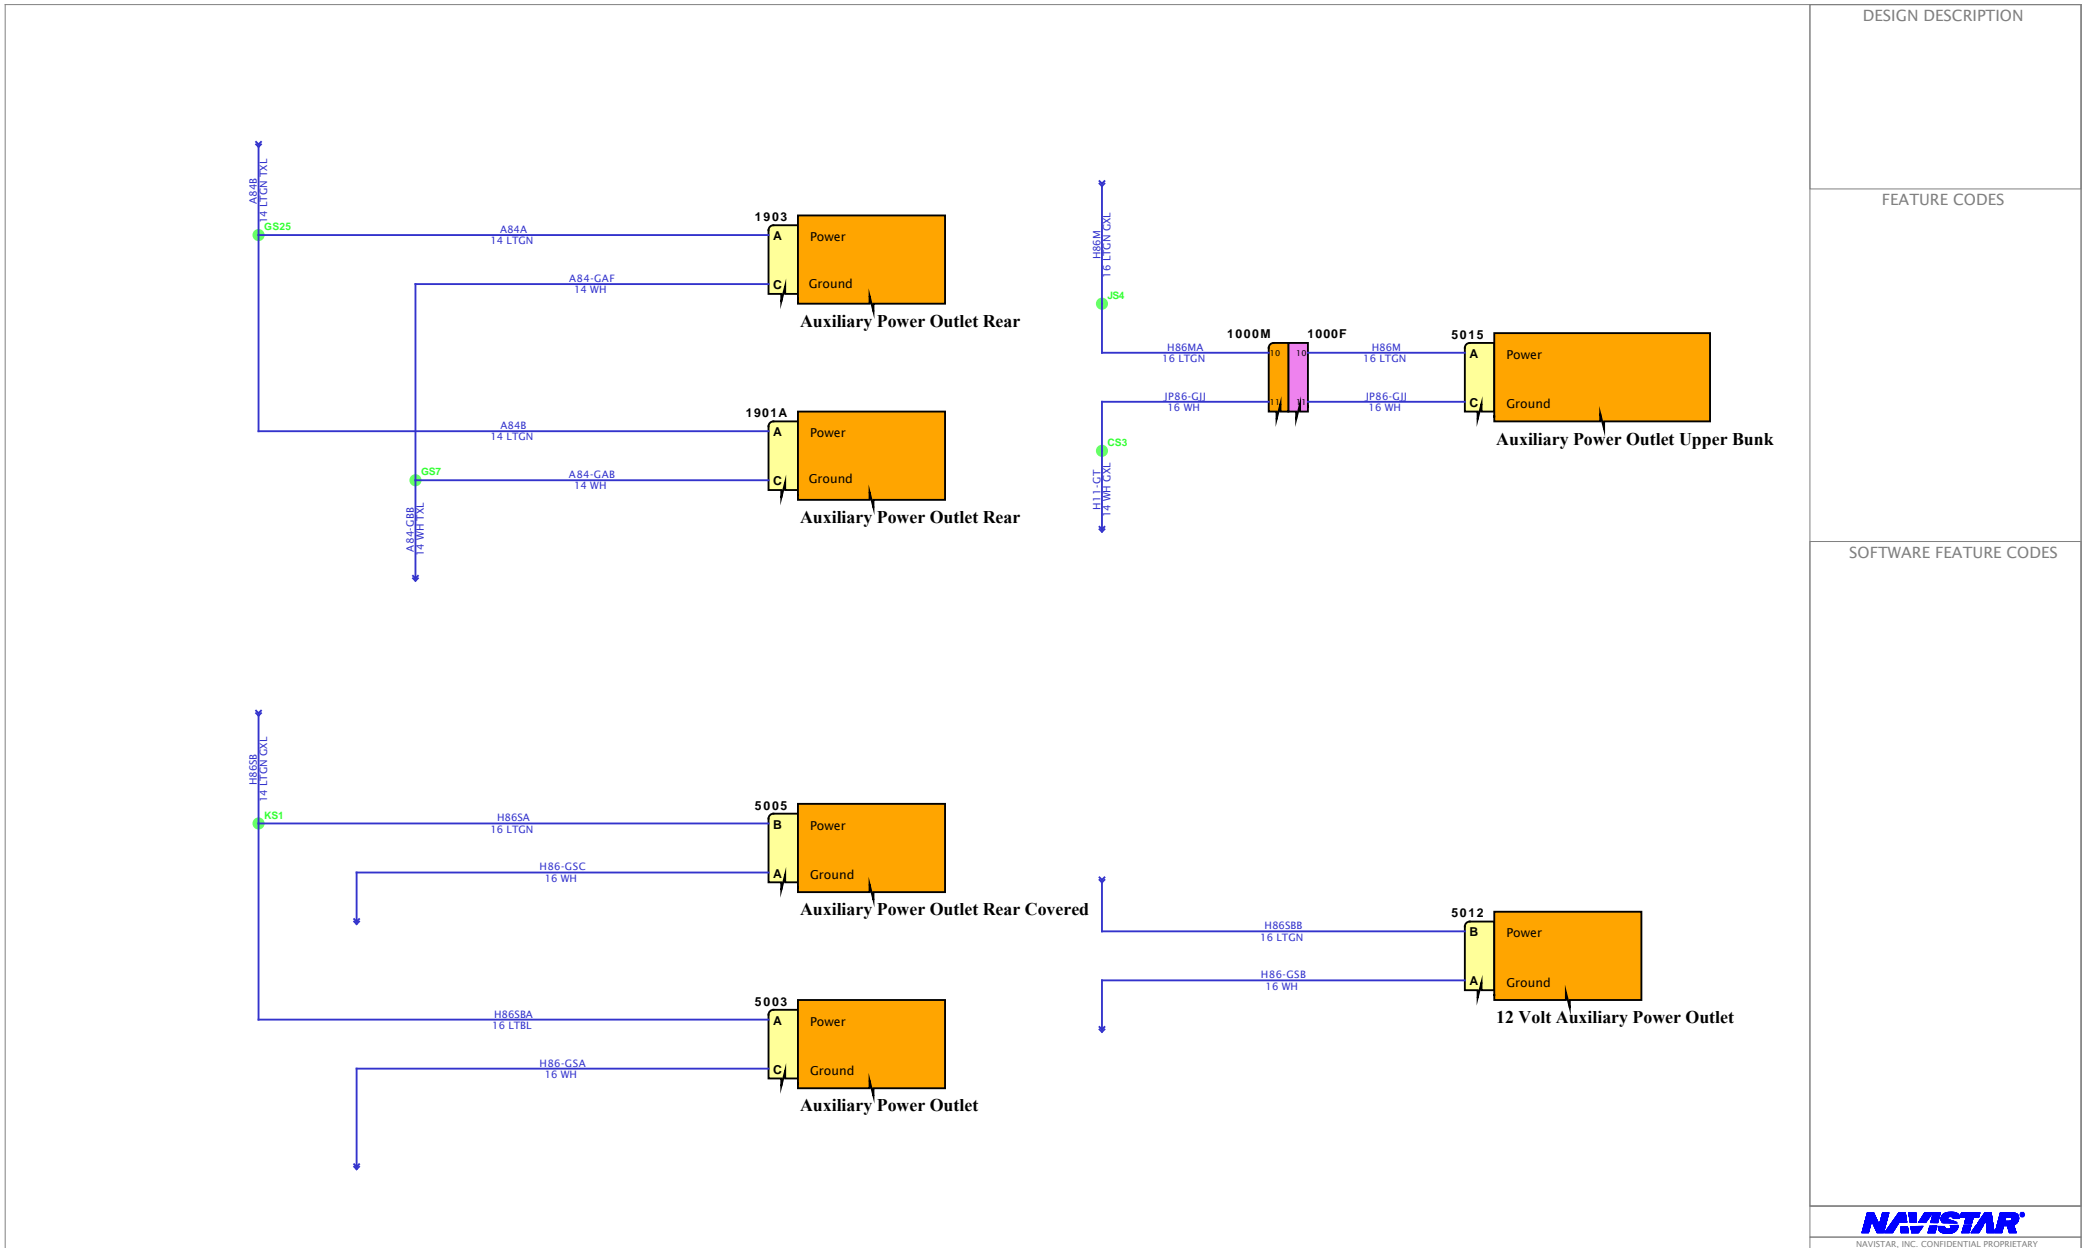 DESIGN DESCRIPTION
FEATURE CODES
SOFTWARE FEATURE CODES
A84B
14 LTGN TXL
GS25
A84A
14 LTGN
1903
A
Power
A84-GAF
14 WH
C
Ground
Auxiliary Power Outlet Rear
A84B
14 LTGN
1901A
A
Power
GS7
A84-GAB
14 WH
C
Ground
Auxiliary Power Outlet Rear
A84-GBB
14 WH TXL
H86M
16 LTGN GXL
JS4
H86MA
16 LTGN
1000M
1000F
10
10
H86M
16 LTGN
5015
A
Power
JP86-GJJ
16 WH
11
11
JP86-GJJ
16 WH
C
Ground
Auxiliary Power Outlet Upper Bunk
CS3
H11-GT
14 WH GXL
H86SB
14 LTGN GXL
KS1
H86SA
16 LTGN
5005
B
Power
H86-GSC
16 WH
A
Ground
Auxiliary Power Outlet Rear Covered
H86SBA
16 LTBL
5003
A
Power
H86-GSA
16 WH
C
Ground
Auxiliary Power Outlet
H86SBB
16 LTGN
5012
B
Power
H86-GSB
16 WH
A
Ground
12 Volt Auxiliary Power Outlet
NAVISTAR®
NAVISTAR, INC. CONFIDENTIAL PROPRIETARY